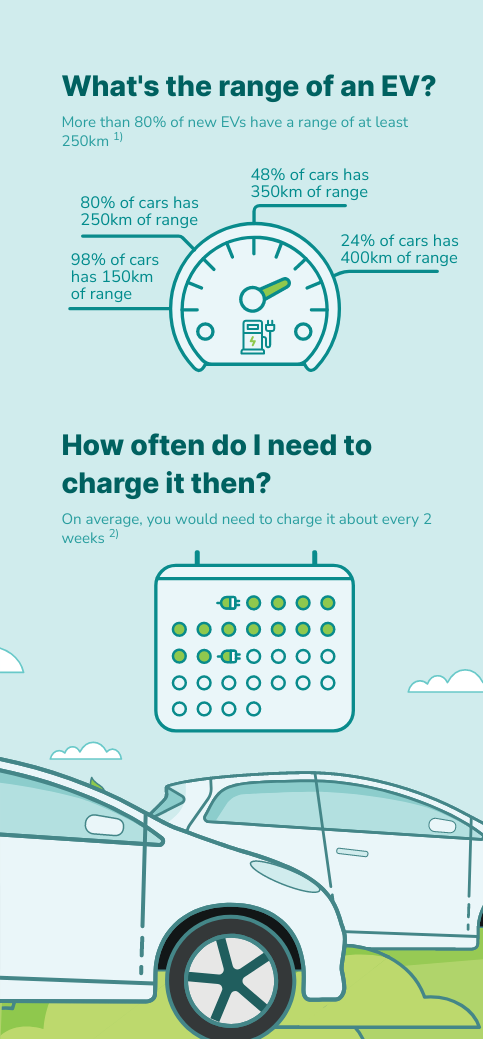 What's the range of an EV?
More than 80% of new EVs have a range of at least
250km 1)
48% of cars has
350km of range
80% of cars has
250km of range
24% of cars has
400km of range
98% of cars
has 150km
of range
How often do I need to
charge it then?
On average, you would need to charge it about every 2
weeks 2)